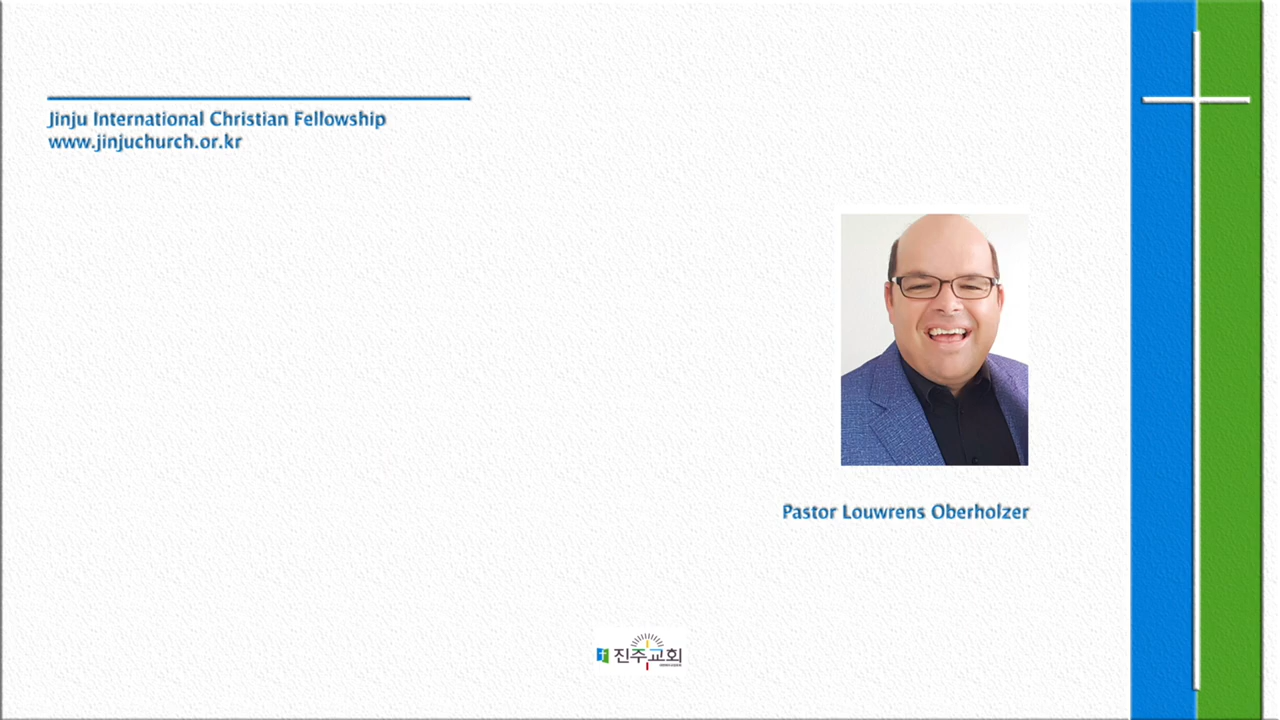 Jinju International Christian Fellowship
www.jinjuchurch.or.kr
Pastor Louwrens Oberholzer
진주교회